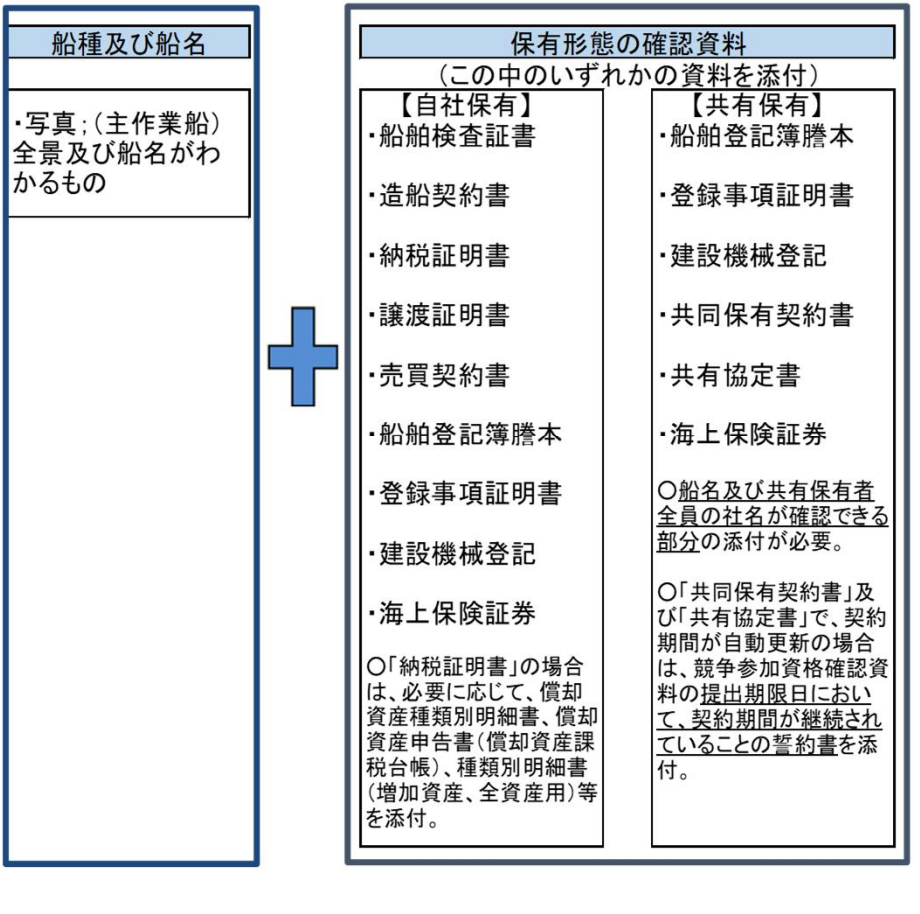 船種及び船名
・写真;(主作業船)
全景及び船名がわ
かるもの
保有形態の確認資料
(この中のいずれかの資料を添付)
【自社保有】
・船舶検査証書
・造船契約書
・納税証明書
・譲渡証明書
・売買契約書
・船舶登記簿謄本
・登録事項証明書
・建設機械登記
・海上保険証券
○「納税証明書」の場合
は、必要に応じて、償却
資産種類別明細書、償却
資産申告書(償却資産課
税台帳)、種類別明細書
(増加資産、全資産用)等
を添付。
【共有保有】
・船舶登記簿謄本
・登録事項証明書
・建設機械登記
・共同保有契約書
・共有協定書
・海上保険証券
○船名及び共有保有者
全員の社名が確認できる
部分の添付が必要。
○「共同保有契約書」及
び「共有協定書」で、契約
期間が自動更新の場合
は、競争参加資格確認資
料の提出期限日におい
て、契約期間が継続され
ていることの誓約書を添
付。